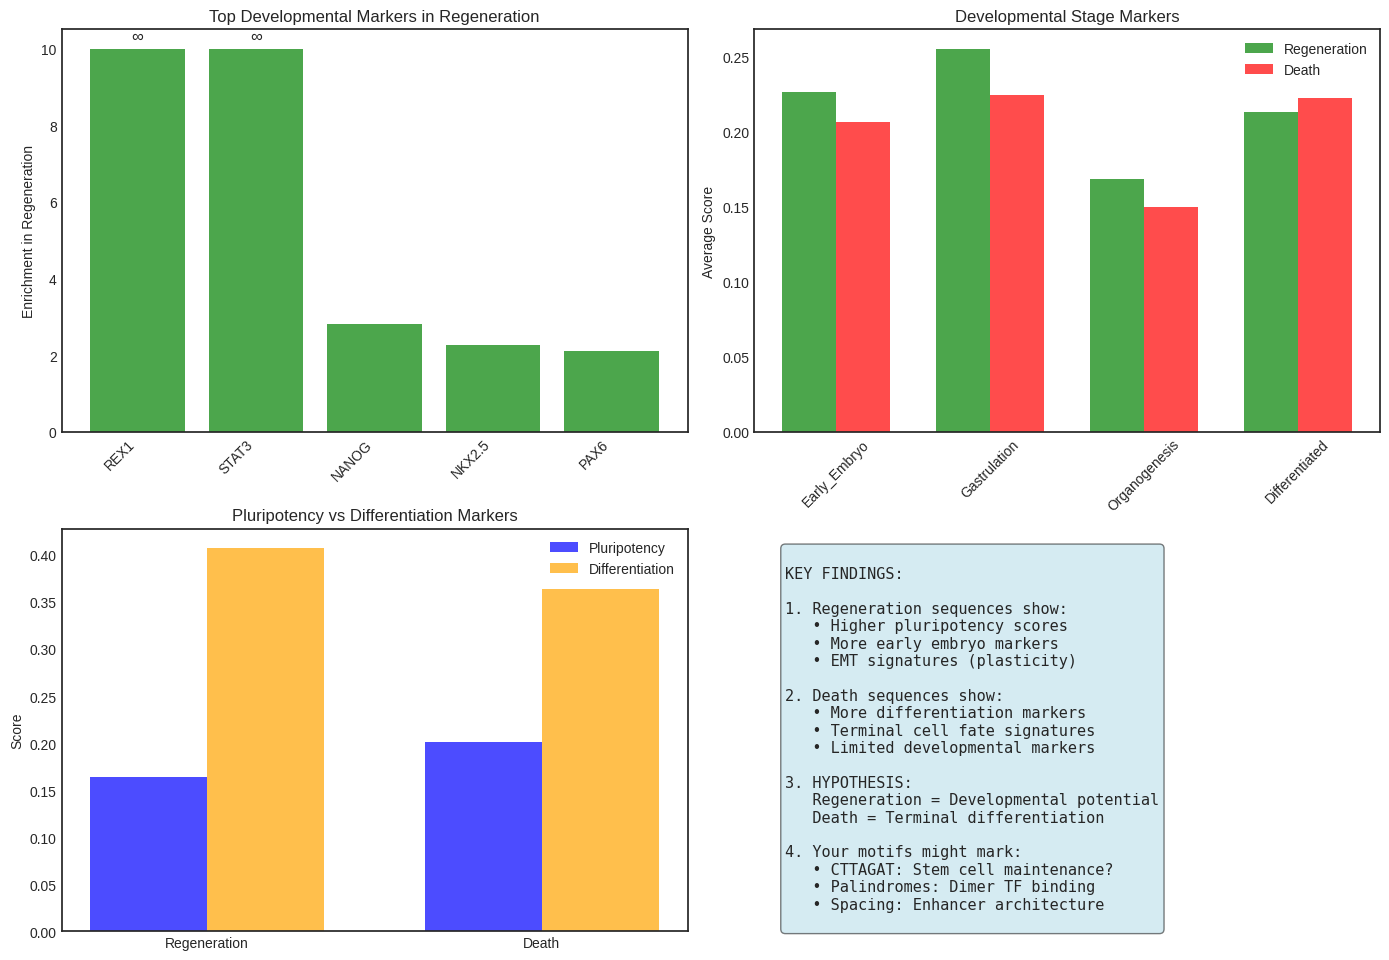 Top Developmental Markers in Regeneration
Enrichment in Regeneration
10
8
6
4
2
0
∞ ∞
REX1
STAT3
NANOG
NKX2.5
PAX6
Developmental Stage Markers
Average Score
0.25
0.20
0.15
0.10
0.05
0.00
Regeneration
Death
Early_Embryo
Gastrulation
Organogenesis
Differentiated
Pluripotency vs Differentiation Markers
Score
0.40
0.35
0.30
0.25
0.20
0.15
0.10
0.05
0.00
Pluripotency
Differentiation
Regeneration
Death
KEY FINDINGS:
1. Regeneration sequences show:
• Higher pluripotency scores
• More early embryo markers
• EMT signatures (plasticity)
2. Death sequences show:
• More differentiation markers
• Terminal cell fate signatures
• Limited developmental markers
3. HYPOTHESIS:
Regeneration = Developmental potential
Death = Terminal differentiation
4. Your motifs might mark:
• CTTAGAT: Stem cell maintenance?
• Palindromes: Dimer TF binding
• Spacing: Enhancer architecture